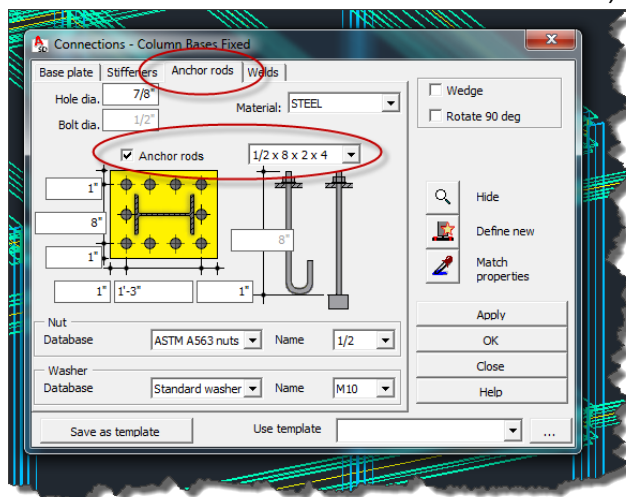 Connections - Column Bases Fixed
Base plate Stiffeners Anchor rods Welds
Hole dia. 7/8"
Material: STEEL
Bolt dia. 1/2"
Anchor rods 1/2 x 8 x 2 x 4
1"
8"
1"
1" 1'-3" 1"
8"
Nut
Database ASTM A563 nuts Name 1/2
Washer
Database Standard washer Name M10
Wedge
Rotate 90 deg
Hide
Define new
Match
properties
Apply
OK
Close
Help
Save as template Use template ...